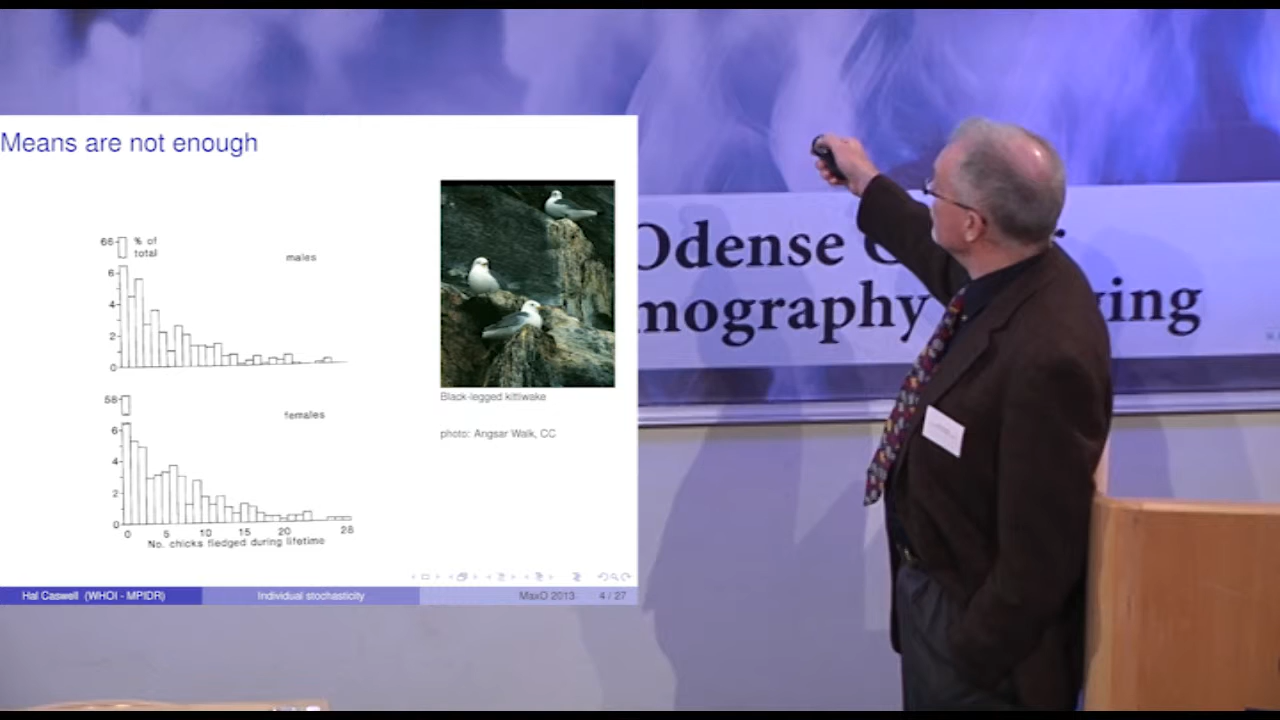 Means are not enough
66
% of
total
males
6
4
2
0
58
females
6
4
2
0
0 5 10 15 20 28
No. chicks fledged during lifetime
Black-legged kittiwake
photo: Angsar Walk, CC
Hal Caswell (WHOI - MPIDR) Individual stochasticity MaxO 2013 4 / 27
Odense
mography